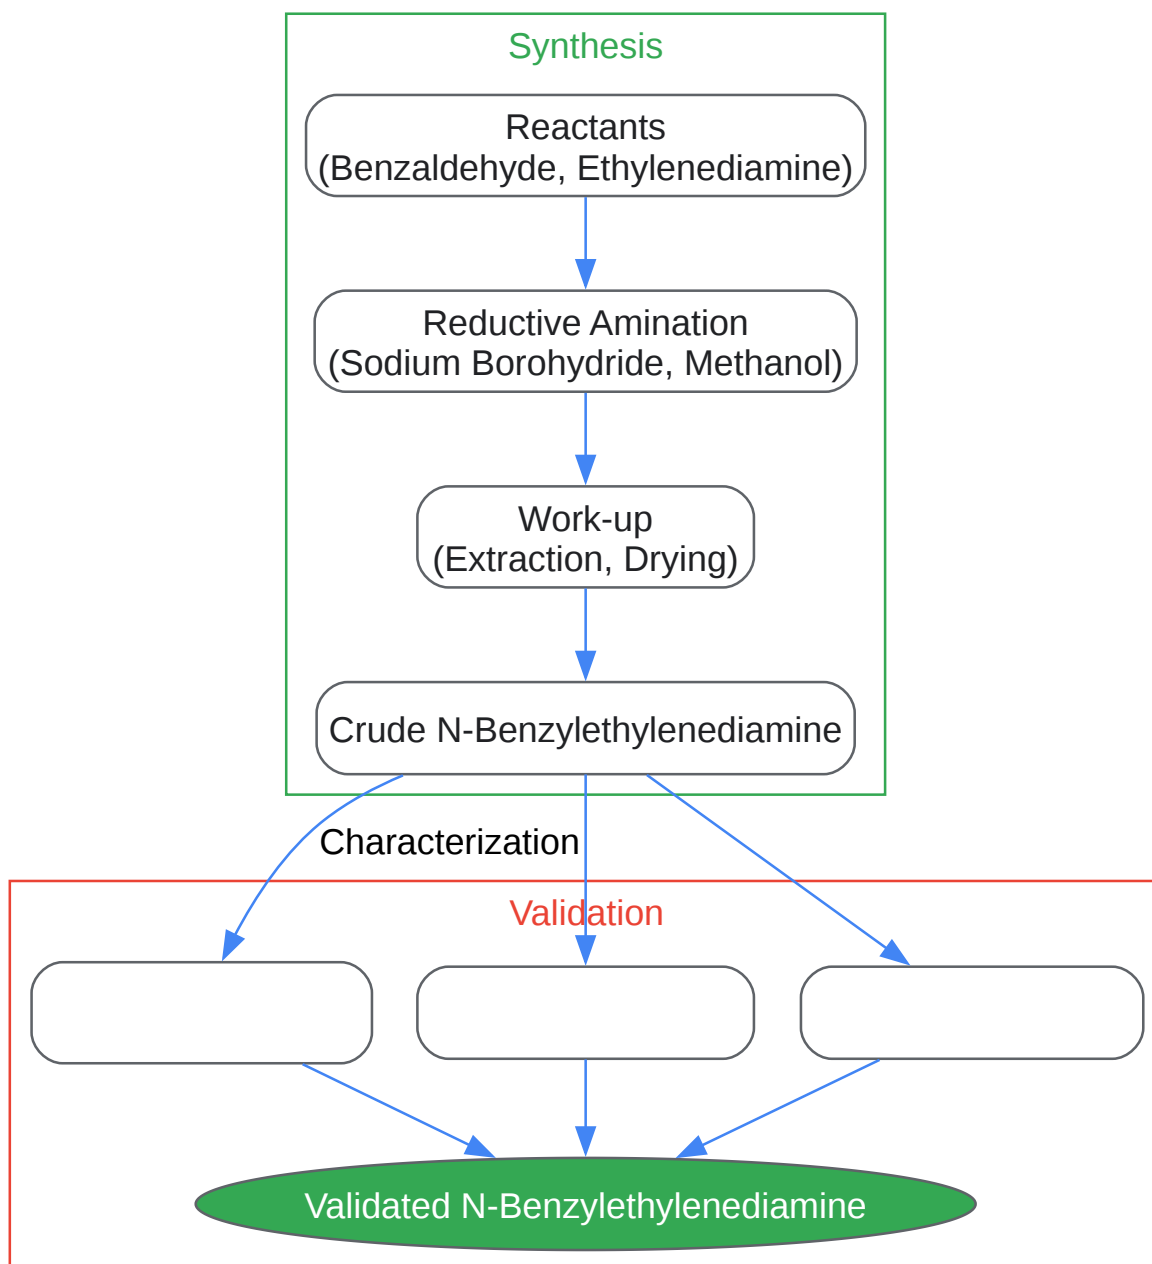 Synthesis
Reactants
(Benzaldehyde, Ethylenediamine)
Reductive Amination
(Sodium Borohydride, Methanol)
Work-up
(Extraction, Drying)
Crude N-Benzylethylenediamine
Characterization
Validation
Validated N-Benzylethylenediamine